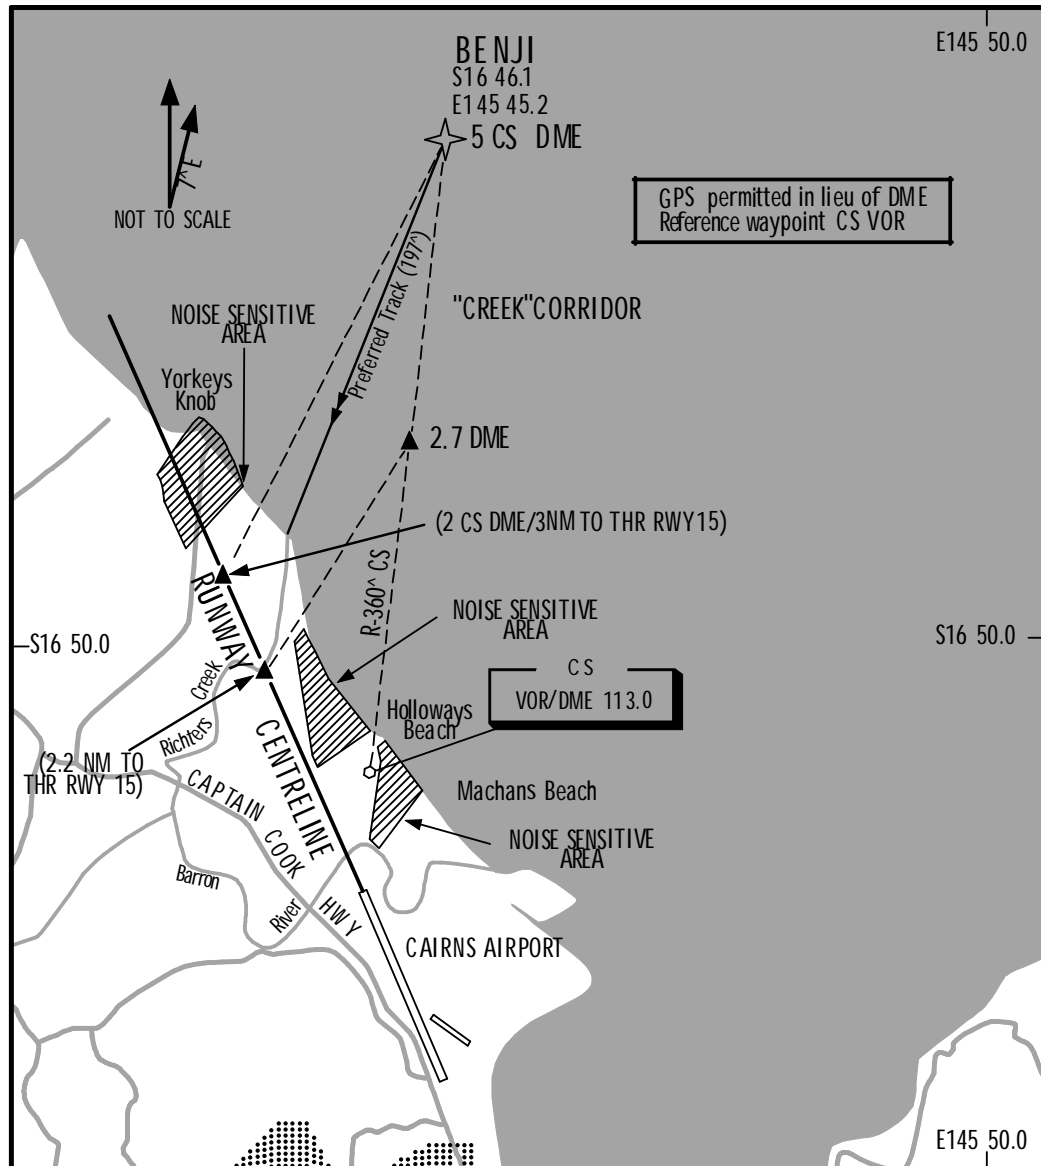 E145 50.0
BENJI
S16 46.1
E145 45.2
5 CS DME
7^E
NOT TO SCALE
GPS permitted in lieu of DME
Reference waypoint CS VOR
Preferred Track (197^)
"CREEK" CORRIDOR
NOISE SENSITIVE
AREA
Yorkeys
Knob
2.7 DME
(2 CS DME/3NM TO THR RWY 15)
RUNWAY
R-360^ CS
NOISE SENSITIVE
AREA
S16 50.0
S16 50.0
CS
VOR/DME 113.0
Creek
Richters
Holloways
Beach
(2.2 NM TO
THR RWY 15)
CENTRELINE
CAPTAIN COOK HWY
Machans Beach
NOISE SENSITIVE
AREA
Barron
River
CAIRNS AIRPORT
E145 50.0